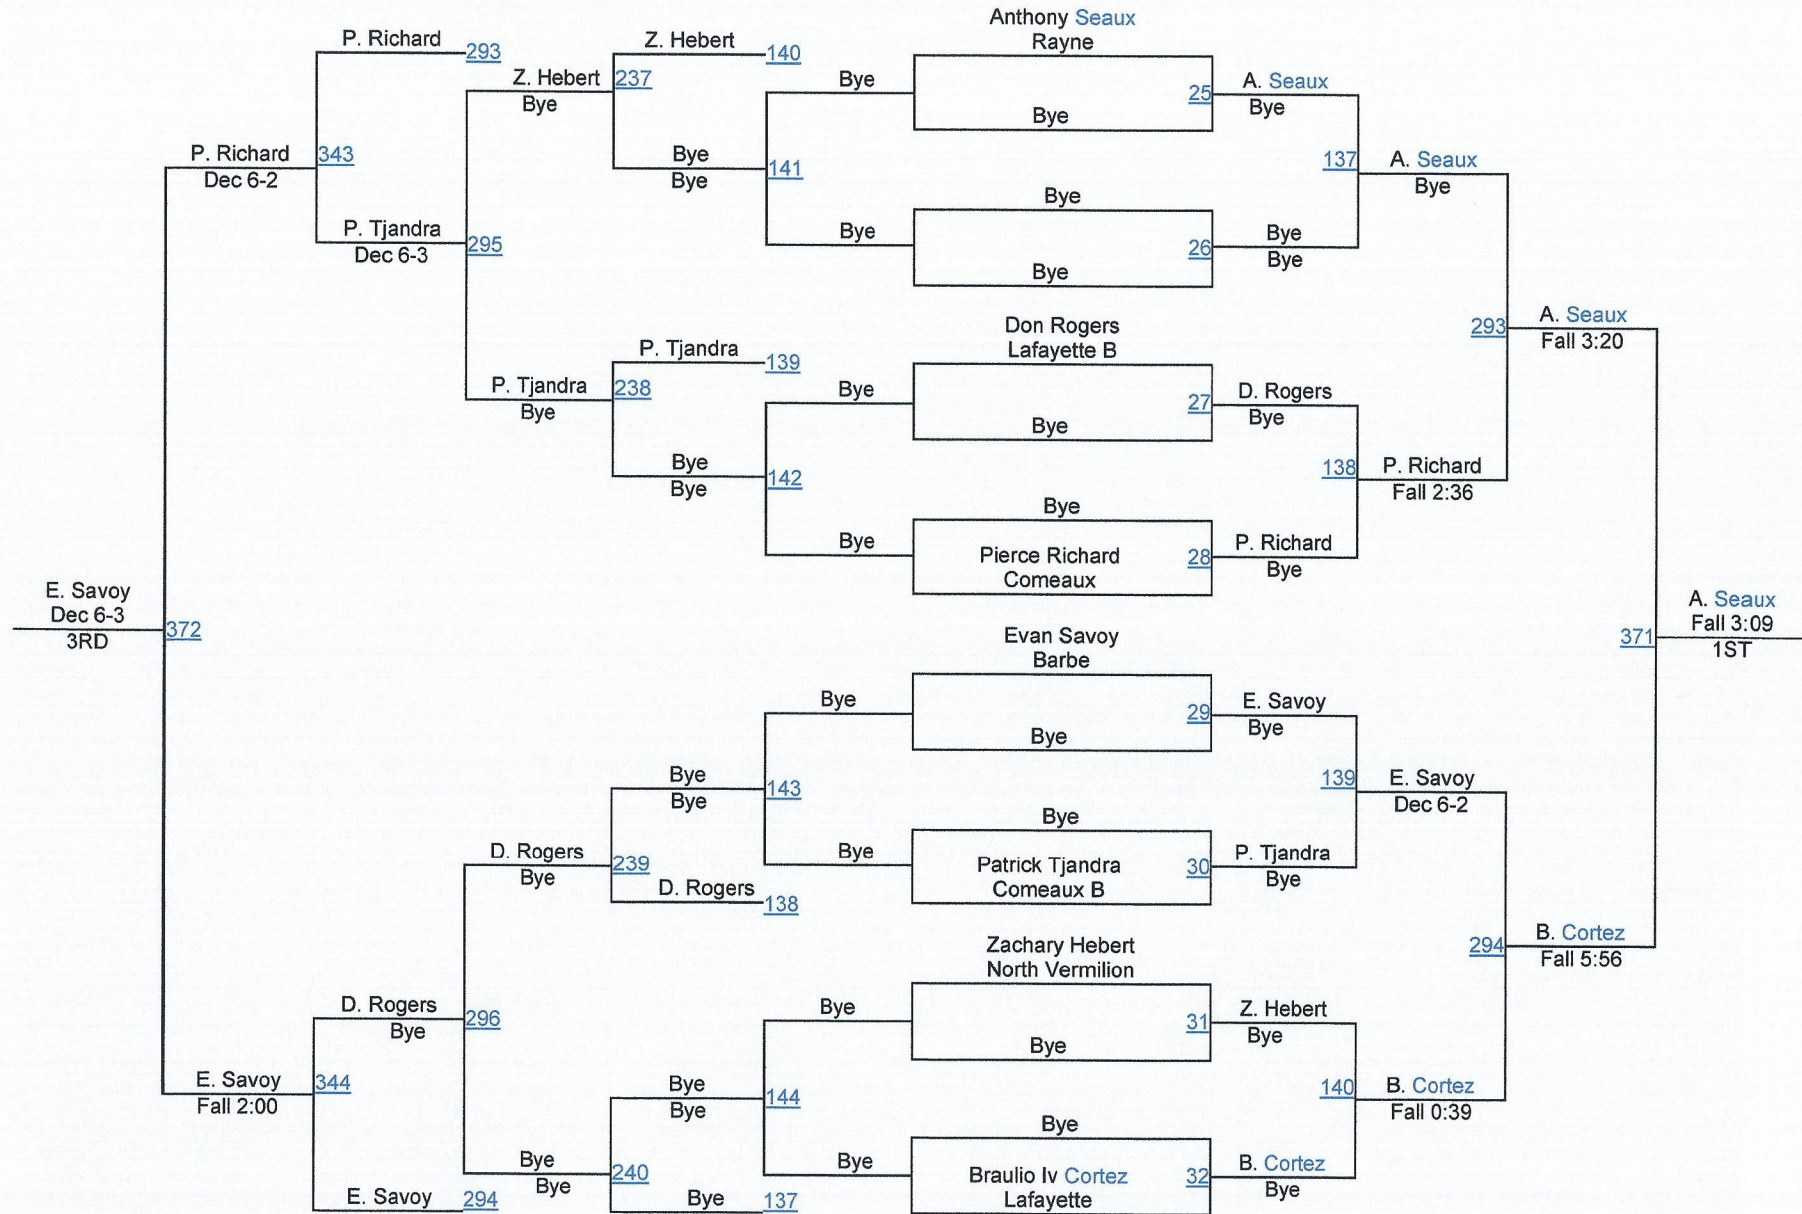 Anthony Seaux
Rayne
P. Richard
293
Z. Hebert
140
Z. Hebert
237
Bye
Bye
25
A. Seaux
Bye
Bye
P. Richard
343
Dec 6-2
Bye
141
Bye
137
A. Seaux
Bye
P. Tjandra
295
Dec 6-3
Bye
Bye
26
Bye
Bye
Bye
Don Rogers
Lafayette B
293
A. Seaux
Fall 3:20
P. Tjandra
139
P. Tjandra
238
Bye
Bye
27
D. Rogers
Bye
Bye
Bye
142
Bye
138
P. Richard
Fall 2:36
Bye
Bye
Pierce Richard
28
Comeaux
P. Richard
Bye
E. Savoy
Dec 6-3
372
3RD
Evan Savoy
Barbe
371
A. Seaux
Fall 3:09
1ST
Bye
29
E. Savoy
Bye
Bye
Bye
143
Bye
139
E. Savoy
Dec 6-2
Bye
D. Rogers
239
Bye
Bye
Patrick Tjandra
30
Comeaux B
P. Tjandra
Bye
D. Rogers
138
Zachary Hebert
North Vermilion
294
B. Cortez
Fall 5:56
D. Rogers
296
Bye
Bye
31
Z. Hebert
Bye
Bye
E. Savoy
344
Fall 2:00
Bye
144
Bye
140
B. Cortez
Fall 0:39
Bye
Bye
240
Bye
Bye
Braulio Iv Cortez
32
Lafayette
B. Cortez
Bye
E. Savoy
294
Bye
137